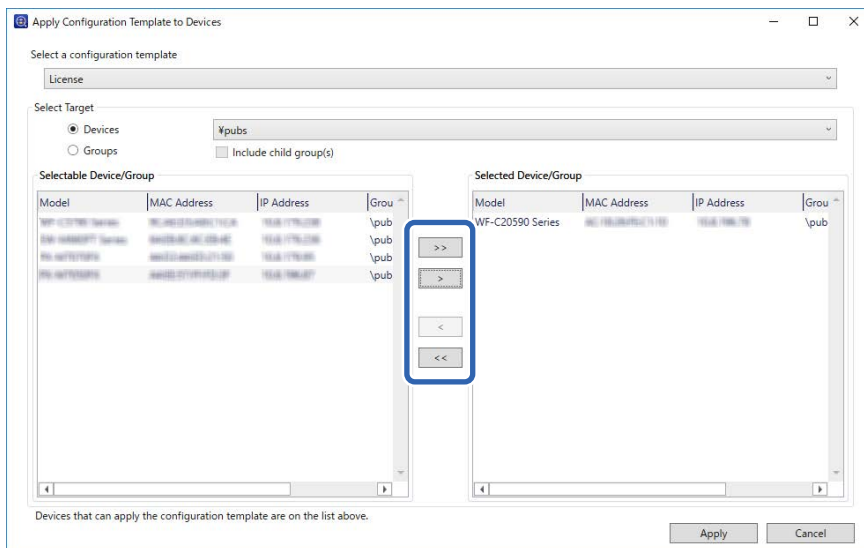 Apply Configuration Template to Devices
Select a configuration template
License
Select Target
Devices
¥pubs
Groups
Include child group(s)
Selectable Device/Group
Selected Device/Group
Model MAC Address IP Address Grou
Model MAC Address IP Address Grou
\pub
WF-C20590 Series \pub
\pub
\pub
\pub
>>
>
<
<<
Devices that can apply the configuration template are on the list above.
Apply Cancel